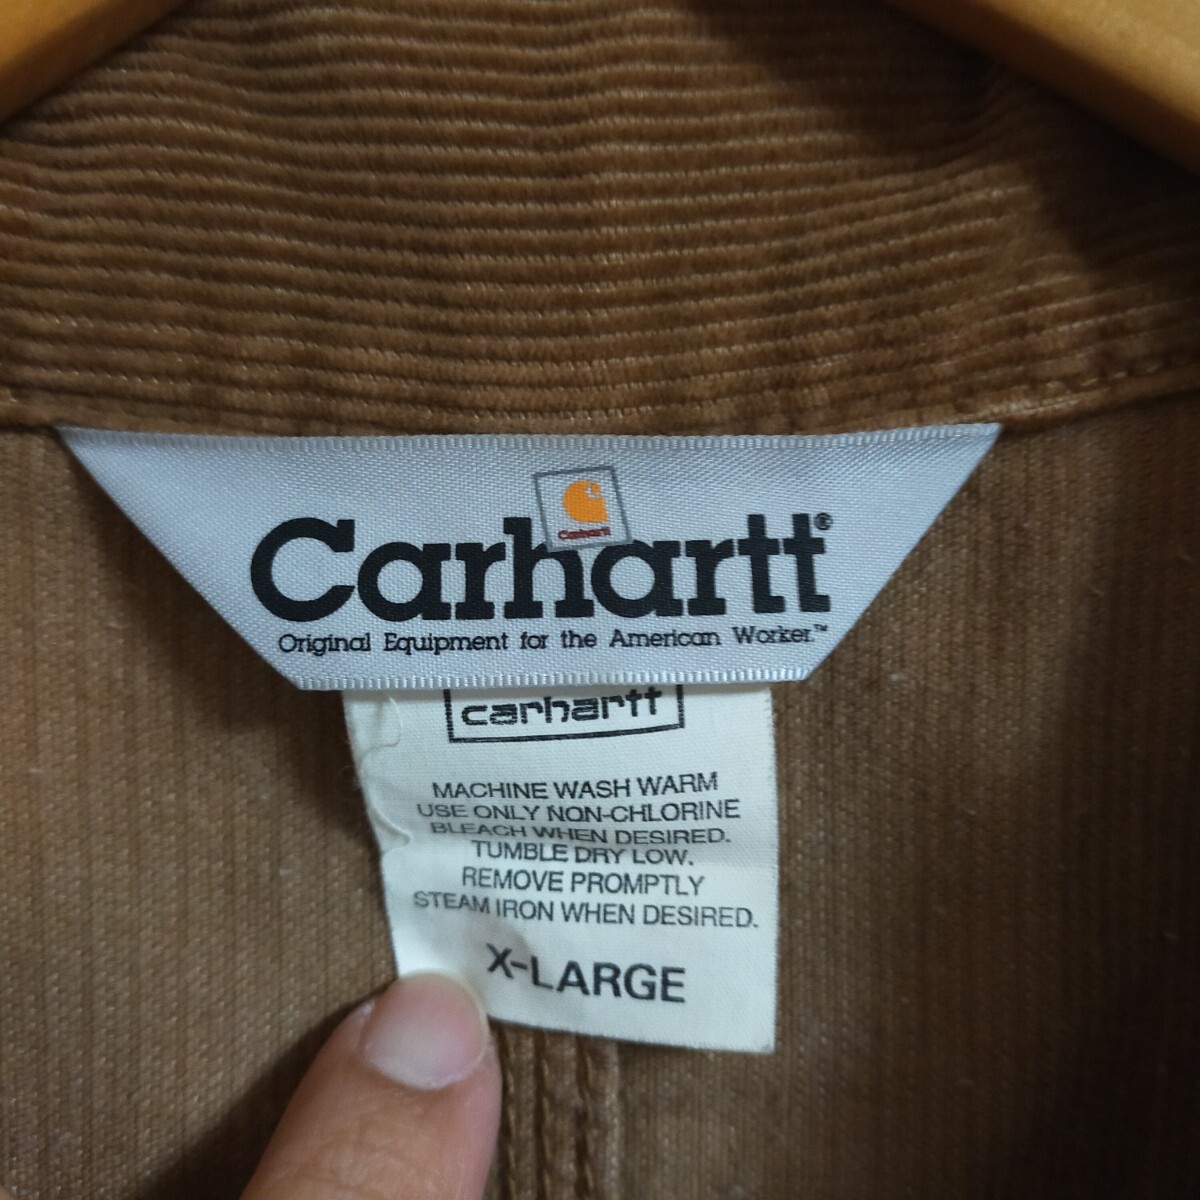 Carhartt
Carhartt®
Original Equipment for the American Worker.™
carhartt
MACHINE WASH WARM
USE ONLY NON-CHLORINE
BLEACH WHEN DESIRED.
TUMBLE DRY LOW.
REMOVE PROMPTLY
STEAM IRON WHEN DESIRED.
X-LARGE